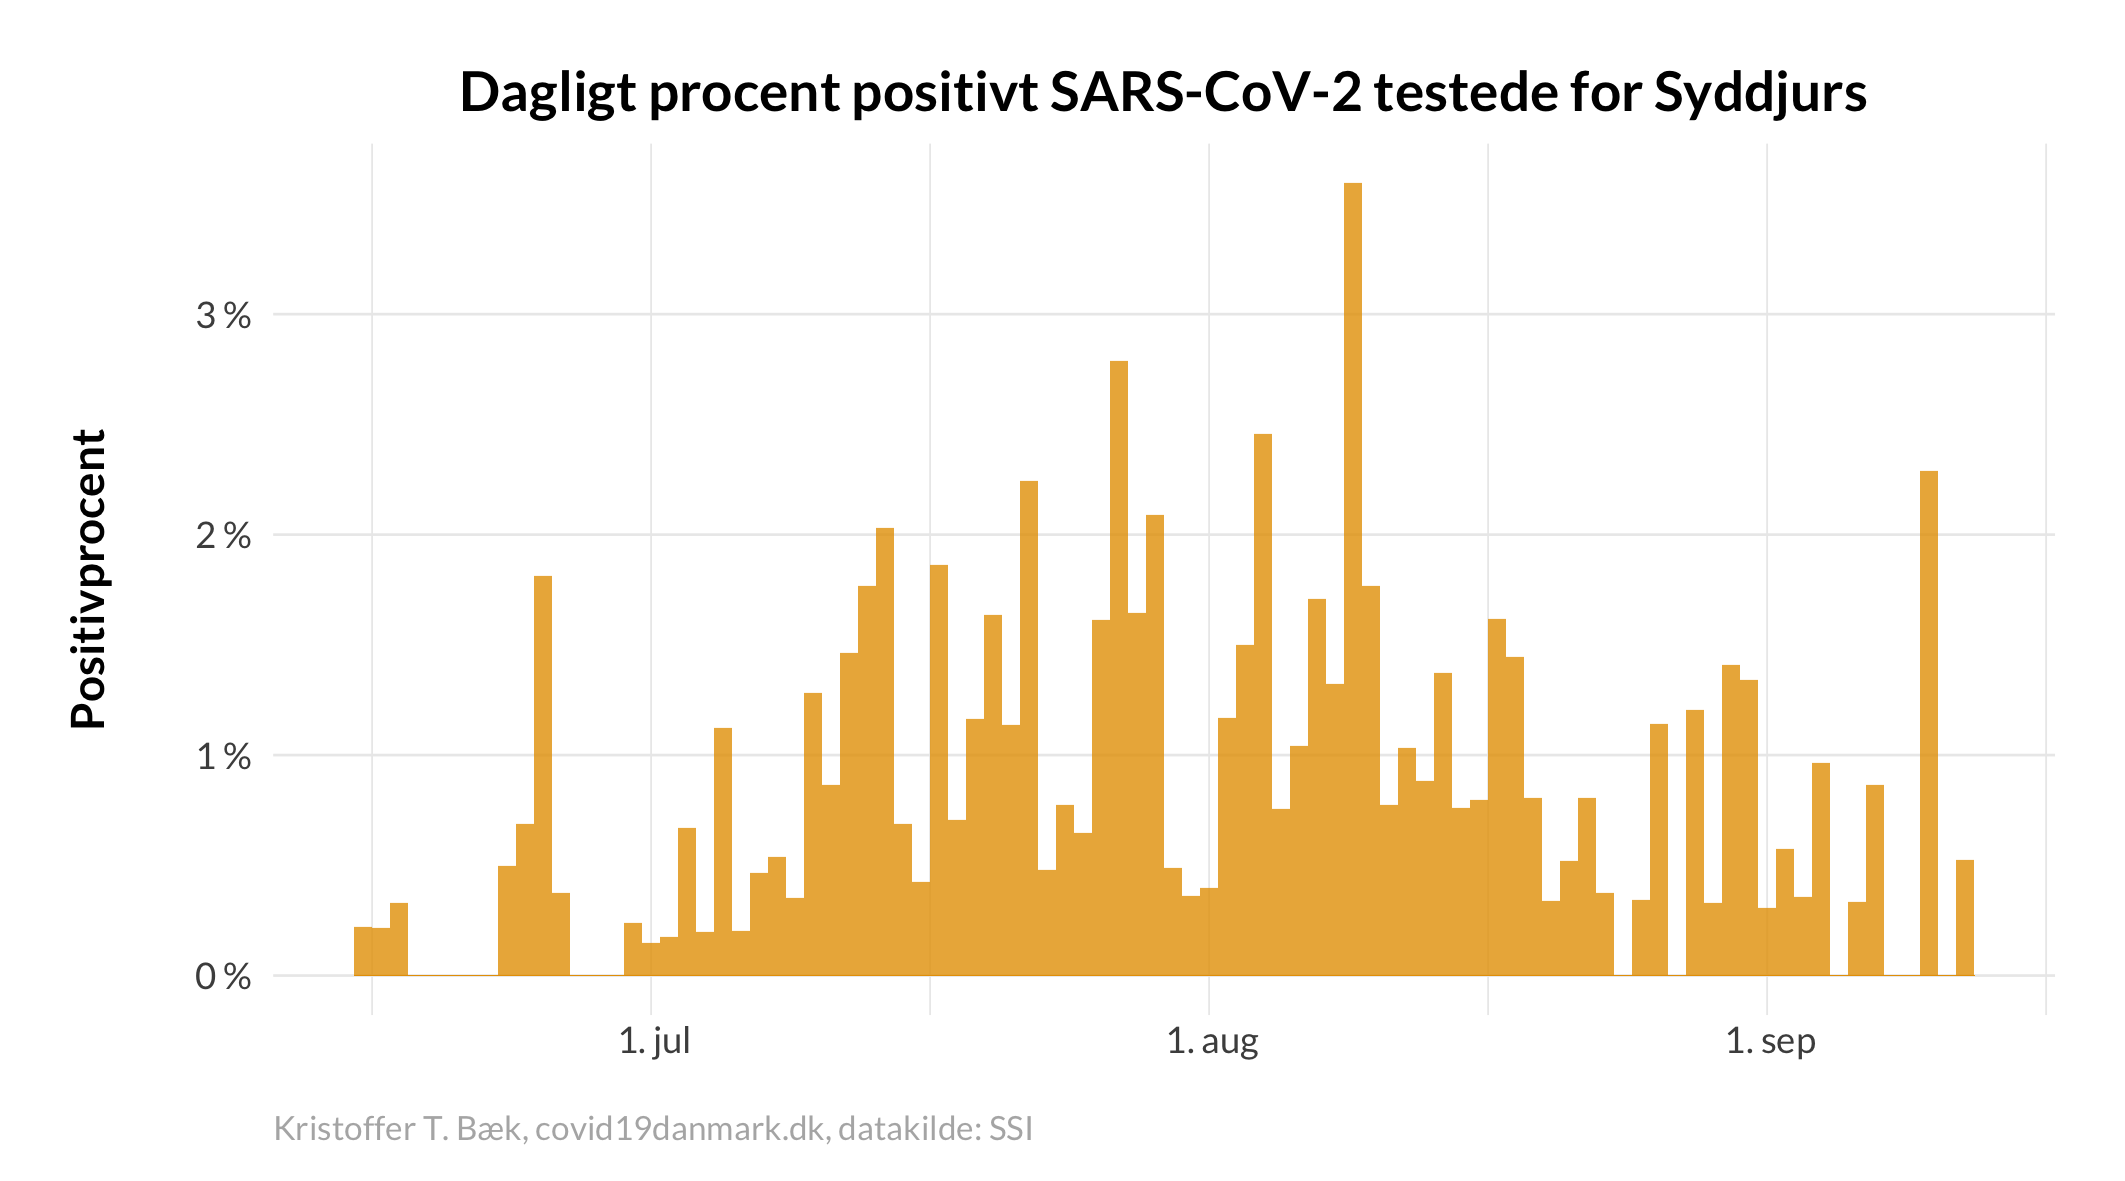 Dagligt procent positivt SARS-CoV-2 testede for Syddjurs
Positivprocent
3 %
2 %
1 %
0 %
1. jul
1. aug
1. sep
Kristoffer T. Bæk, covid19danmark.dk, datakilde: SSI